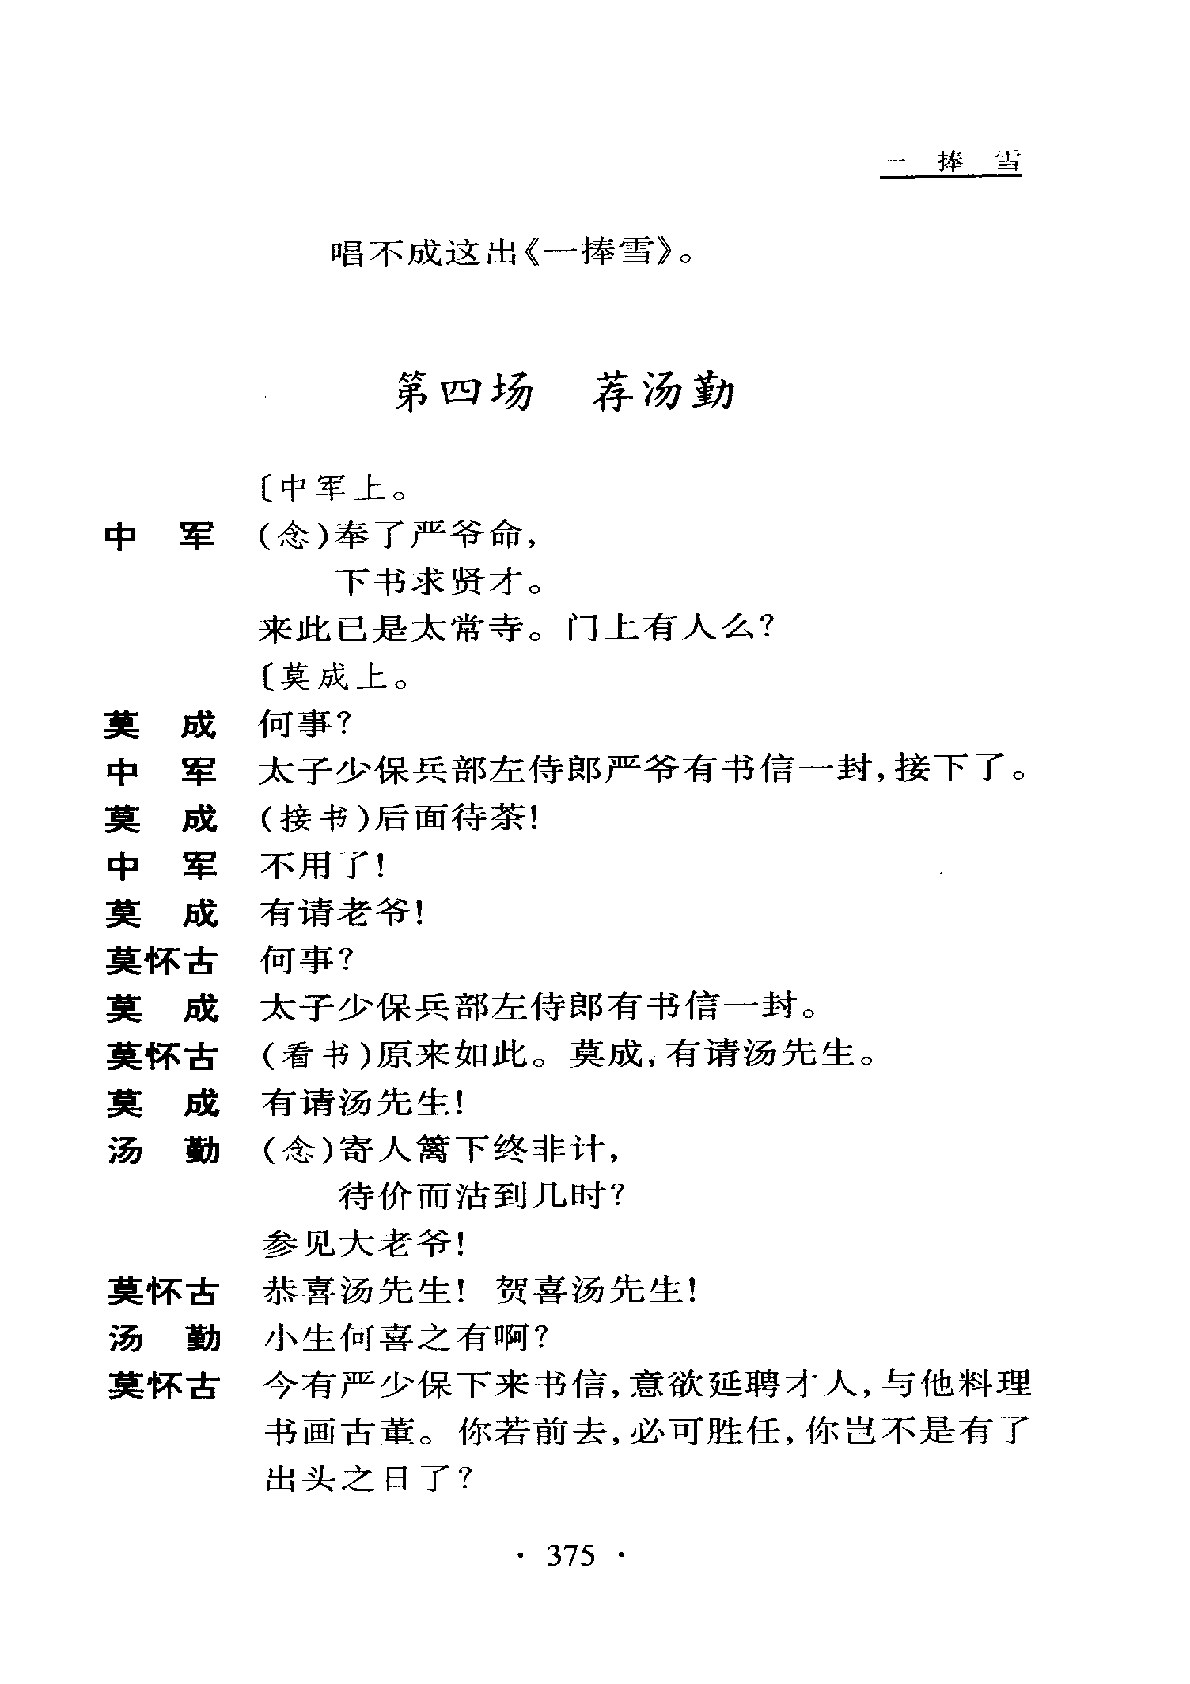 一 捧 雪
唱不成这出《一捧雪》。
第四场 荐汤勤
〔中军上。
中 军 (念)奉了严爷命,
下书求贤才。
来此已是太常寺。门上有人么?
〔莫成上。
莫 成 何事?
中 军 太子少保兵部左侍郎严爷有书信一封,接下了。
莫 成 (接书)后面待茶!
中 军 不用了!
莫 成 有请老爷!
莫怀古 何事?
莫 成 太子少保兵部左侍郎有书信一封。
莫怀古 (看书)原来如此。莫成,有请汤先生。
莫 成 有请汤先生!
汤 勤 (念)寄人篱下终非计,
待价而沽到几时?
参见大老爷!
莫怀古 恭喜汤先生! 贺喜汤先生!
汤 勤 小生何喜之有啊?
莫怀古 今有严少保下来书信,意欲延聘才人,与他料理
书画古董。你若前去,必可胜任,你岂不是有了
出头之日了?
· 375 ·